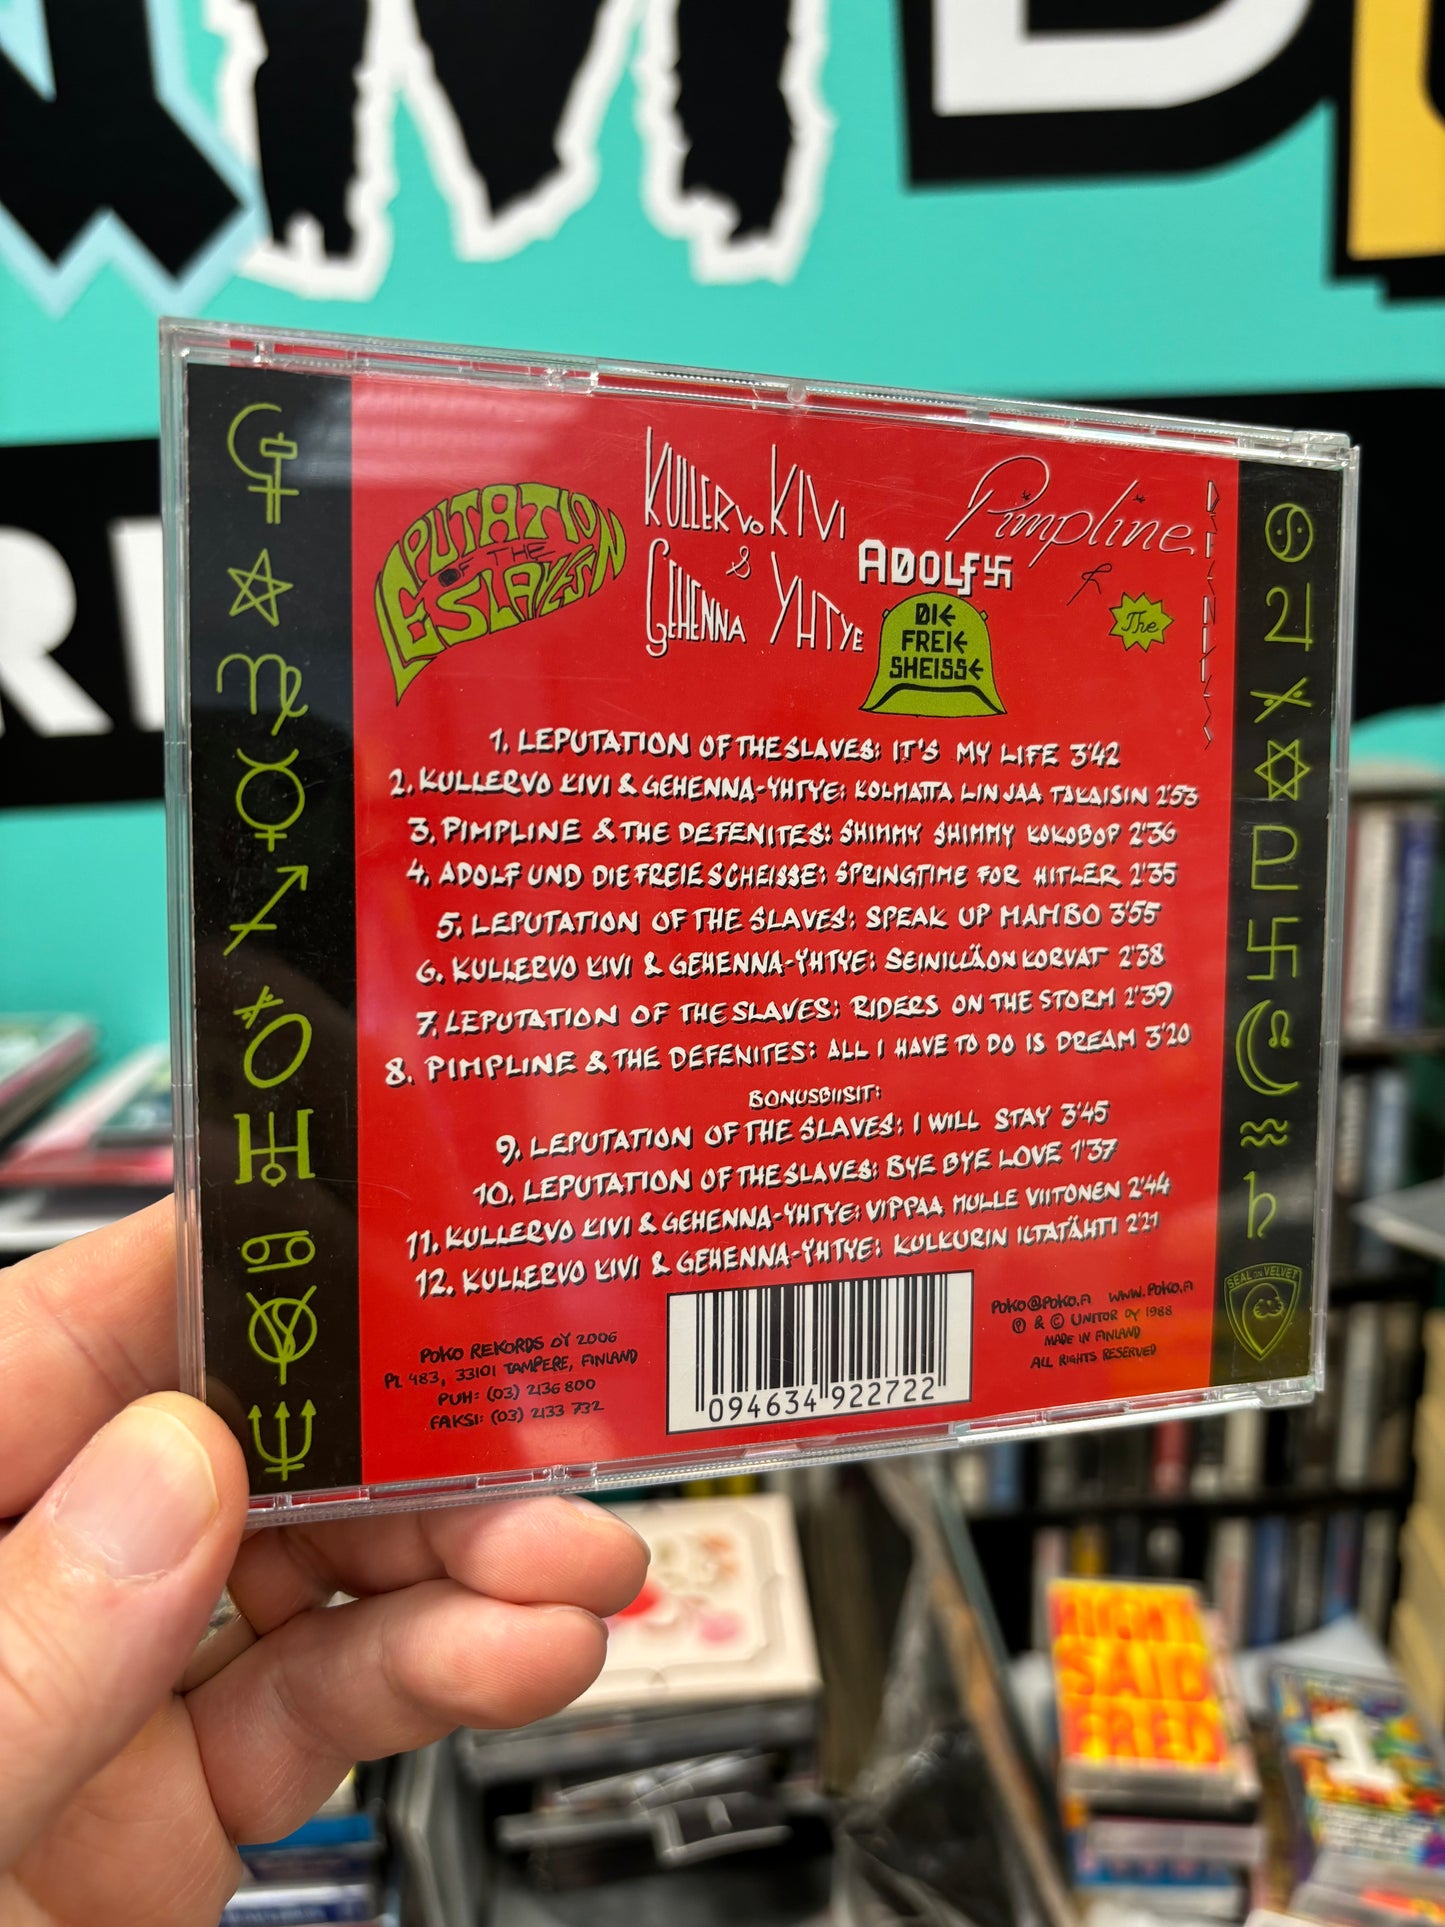 LEPUTATION
OF THE
SLAVES
KULLERVO KIVI
&
GEHENNA YHTYE
ADOLF
DIE
FREIE
SHEISSE
Pimpline
&
The
DEFENITES
1. LEPUTATION OF THE SLAVES: IT'S MY LIFE 3'42
2. KULLERVO KIVI & GEHENNA-YHTYE: KOLMATTA LINJAA TAKAISIN 2'53
3. PIMPLINE & THE DEFENITES: SHIMMY SHIMMY KOKOBOP 2'36
4. ADOLF UND DIE FREIE SCHEISSE: SPRINGTIME FOR HITLER 2'35
5. LEPUTATION OF THE SLAVES: SPEAK UP MAMBO 3'55
6. KULLERVO KIVI & GEHENNA-YHTYE: SEINILLÄ ON KORVAT 2'38
7. LEPUTATION OF THE SLAVES: RIDERS ON THE STORM 2'39
8. PIMPLINE & THE DEFENITES: ALL I HAVE TO DO IS DREAM 3'20
BONUSBIISIT:
9. LEPUTATION OF THE SLAVES: I WILL STAY 3'45
10. LEPUTATION OF THE SLAVES: BYE BYE LOVE 1'37
11. KULLERVO KIVI & GEHENNA-YHTYE: VIPPAA MULLE VIITONEN 2'44
12. KULLERVO KIVI & GEHENNA-YHTYE: KULKURIN ILTATÄHTI 2'21
POKO REKORDS OY 2006
PL 483, 33101 TAMPERE, FINLAND
PUH: (03) 2136 800
FAKSI: (03) 2133 732
094634 922722
POKO@POKO.FI WWW.POKO.FI
Ⓟ & © UNITOR OY 1988
MADE IN FINLAND
ALL RIGHTS RESERVED
SEAL ON VELVET
SAID
FRED
1